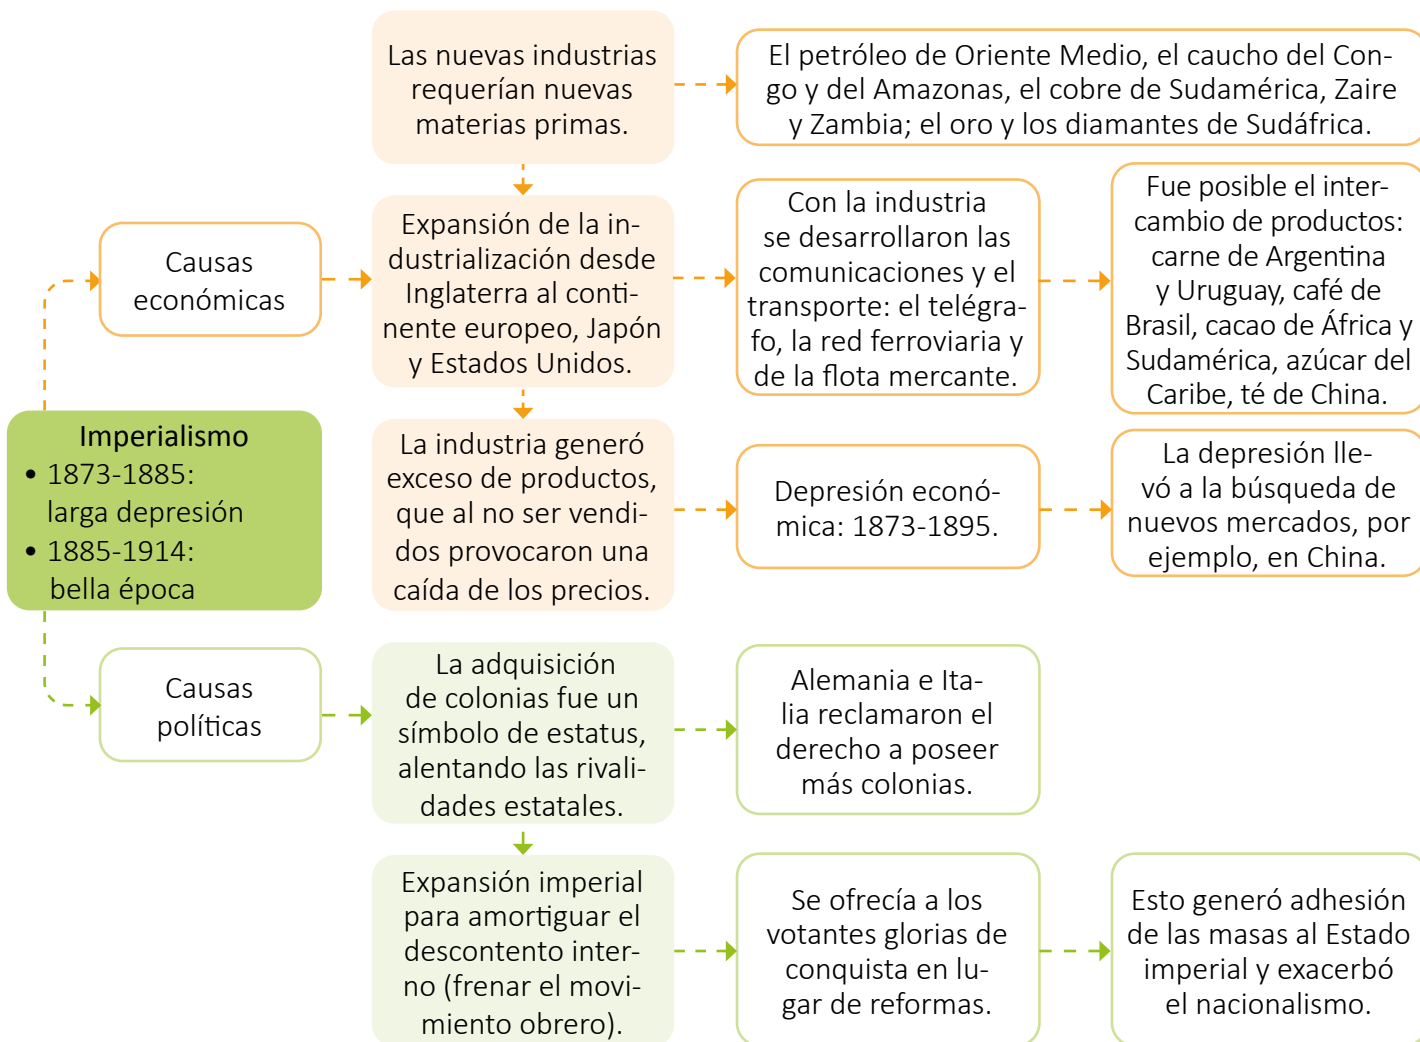 Las nuevas industrias
requerían nuevas
materias primas.
El petróleo de Oriente Medio, el caucho del Con-
go y del Amazonas, el cobre de Sudamérica, Zaire
y Zambia; el oro y los diamantes de Sudáfrica.
Causas
económicas
Expansión de la in-
dustrialización desde
Inglaterra al conti-
nente europeo, Japón
y Estados Unidos.
Con la industria
se desarrollaron las
comunicaciones y el
transporte: el telégra-
fo, la red ferroviaria y
de la flota mercante.
Fue posible el inter-
cambio de productos:
carne de Argentina
y Uruguay, café de
Brasil, cacao de África y
Sudamérica, azúcar del
Caribe, té de China.
Imperialismo
• 1873-1885:
larga depresión
• 1885-1914:
bella época
La industria generó
exceso de productos,
que al no ser vendi-
dos provocaron una
caída de los precios.
Depresión econó-
mica: 1873-1895.
La depresión lle-
vó a la búsqueda de
nuevos mercados, por
ejemplo, en China.
Causas
políticas
La adquisición
de colonias fue un
símbolo de estatus,
alentando las rivali-
dades estatales.
Alemania e Ita-
lia reclamaron el
derecho a poseer
más colonias.
Expansión imperial
para amortiguar el
descontento inter-
no (frenar el movi-
miento obrero).
Se ofrecía a los
votantes glorias de
conquista en lu-
gar de reformas.
Esto generó adhesión
de las masas al Estado
imperial y exacerbó
el nacionalismo.